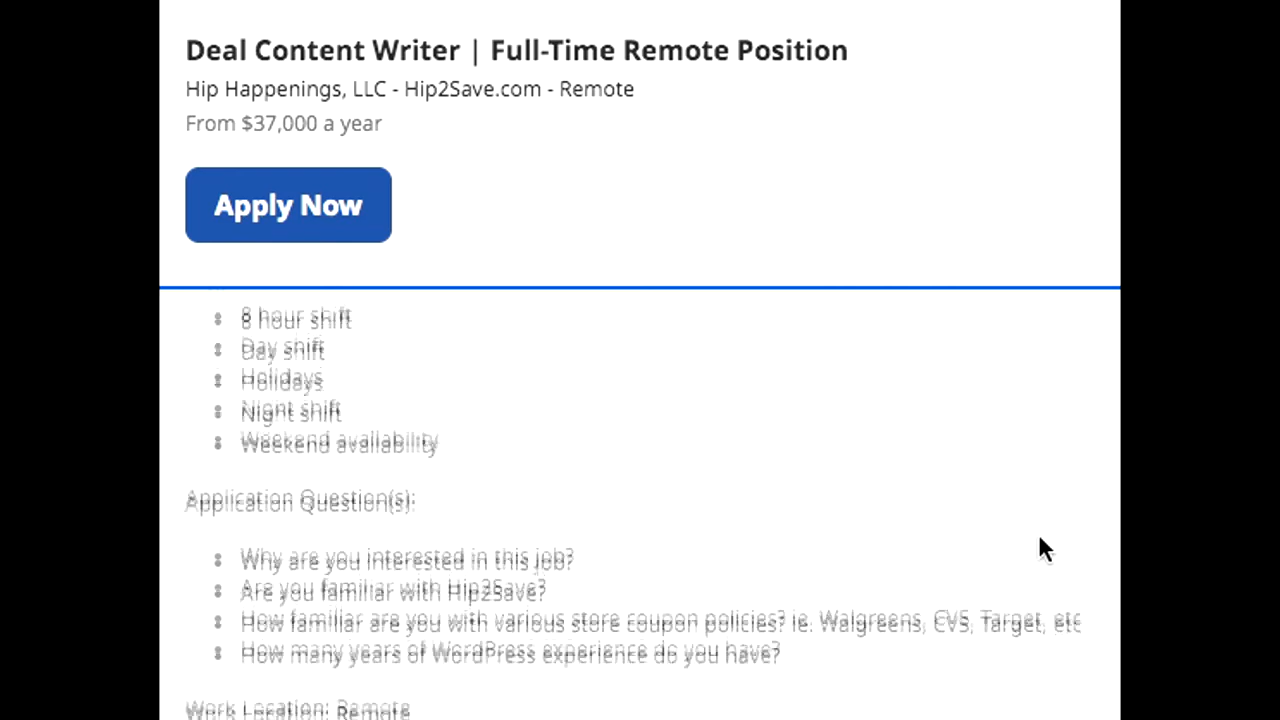 Deal Content Writer | Full-Time Remote Position
Hip Happenings, LLC - Hip2Save.com - Remote
From $37,000 a year
Apply Now
8 hour shift
Day shift
Holidays
Night shift
Weekend availability
Application Question(s):
Why are you interested in this job?
Are you familiar with Hip2Save?
How familiar are you with various store coupon policies? ie. Walgreens, CVS, Target, etc
How many years of WordPress experience do you have?
Work Location: Remote